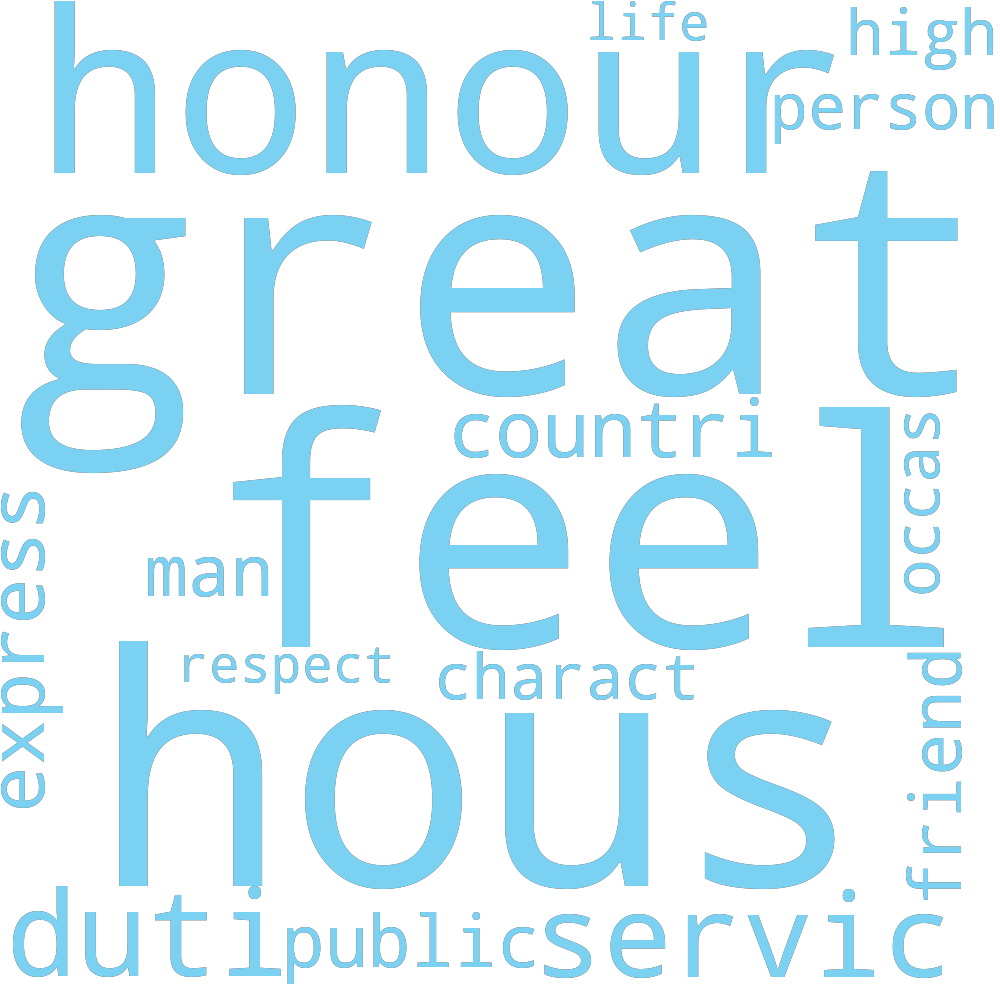 life
high
honour
person
great
countri
occas
feel
express
man
respect
charact
friend
hous
duti
public
servic